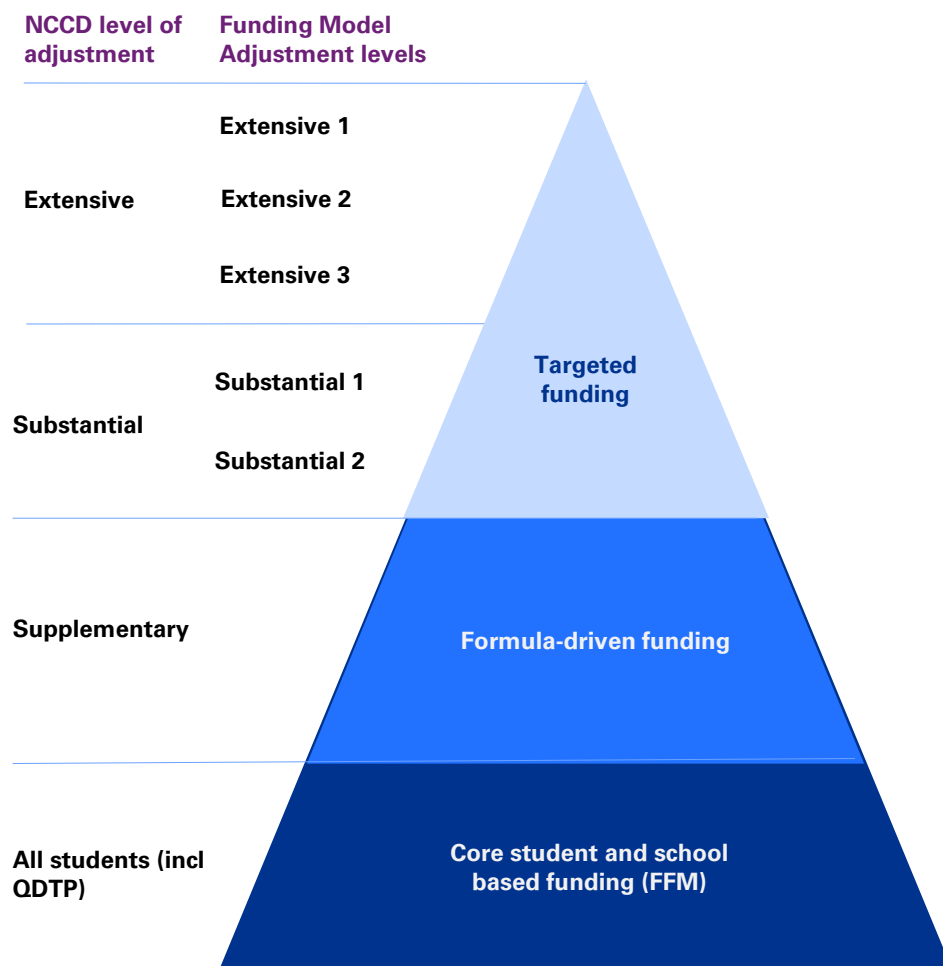 NCCD level of
adjustment
Funding Model
Adjustment levels
Extensive 1
Extensive
Extensive 2
Extensive 3
Targeted
funding
Substantial 1
Substantial
Substantial 2
Supplementary
Formula-driven funding
All students (incl
QDTP)
Core student and school
based funding (FFM)